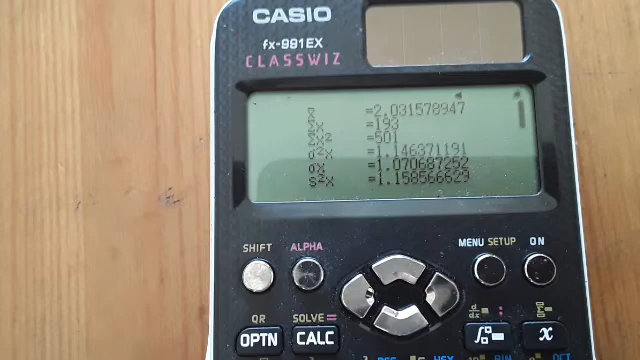 CASIO
fx-991EX
CLASSWIZ
x̄ =2.031578947
Σx =193
Σx² =501
σ²x =1.146371191
σx =1.070687252
s²x =1.158566629
SHIFT ALPHA MENU SETUP ON
QR SOLVE =
OPTN CALC x